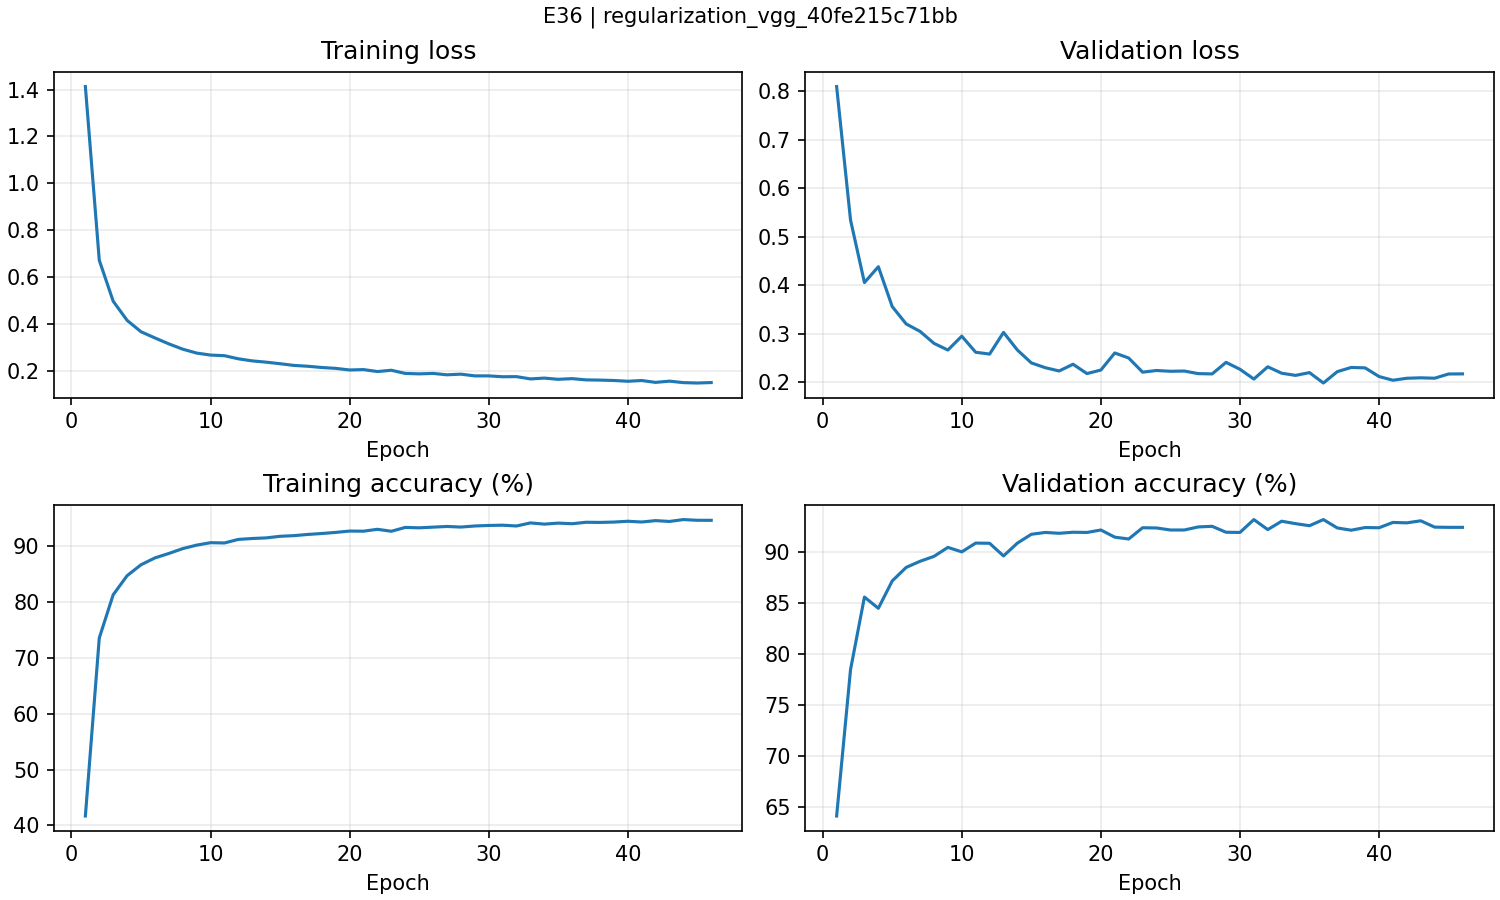 E36 | regularization_vgg_40fe215c71bb
Training loss
1.4
1.2
1.0
0.8
0.6
0.4
0.2
0 10 20 30 40
Epoch
Validation loss
0.8
0.7
0.6
0.5
0.4
0.3
0.2
0 10 20 30 40
Epoch
Training accuracy (%)
90
80
70
60
50
40
0 10 20 30 40
Epoch
Validation accuracy (%)
90
85
80
75
70
65
0 10 20 30 40
Epoch